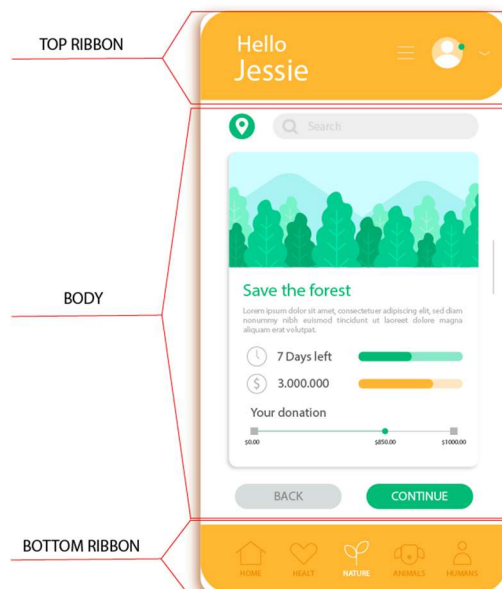 TOP RIBBON
Hello
Jessie
Search
BODY
Save the forest
Lorem ipsum dolor sit amet, consectetuer adipiscing elit, sed diam
nonummy nibh euismod tincidunt ut laoreet dolore magna
aliquam erat volutpat.
7 Days left
$ 3.000.000
Your donation
$0.00 $850.00 $1000.00
BACK CONTINUE
BOTTOM RIBBON
HOME HEALT NATURE ANIMALS HUMANS